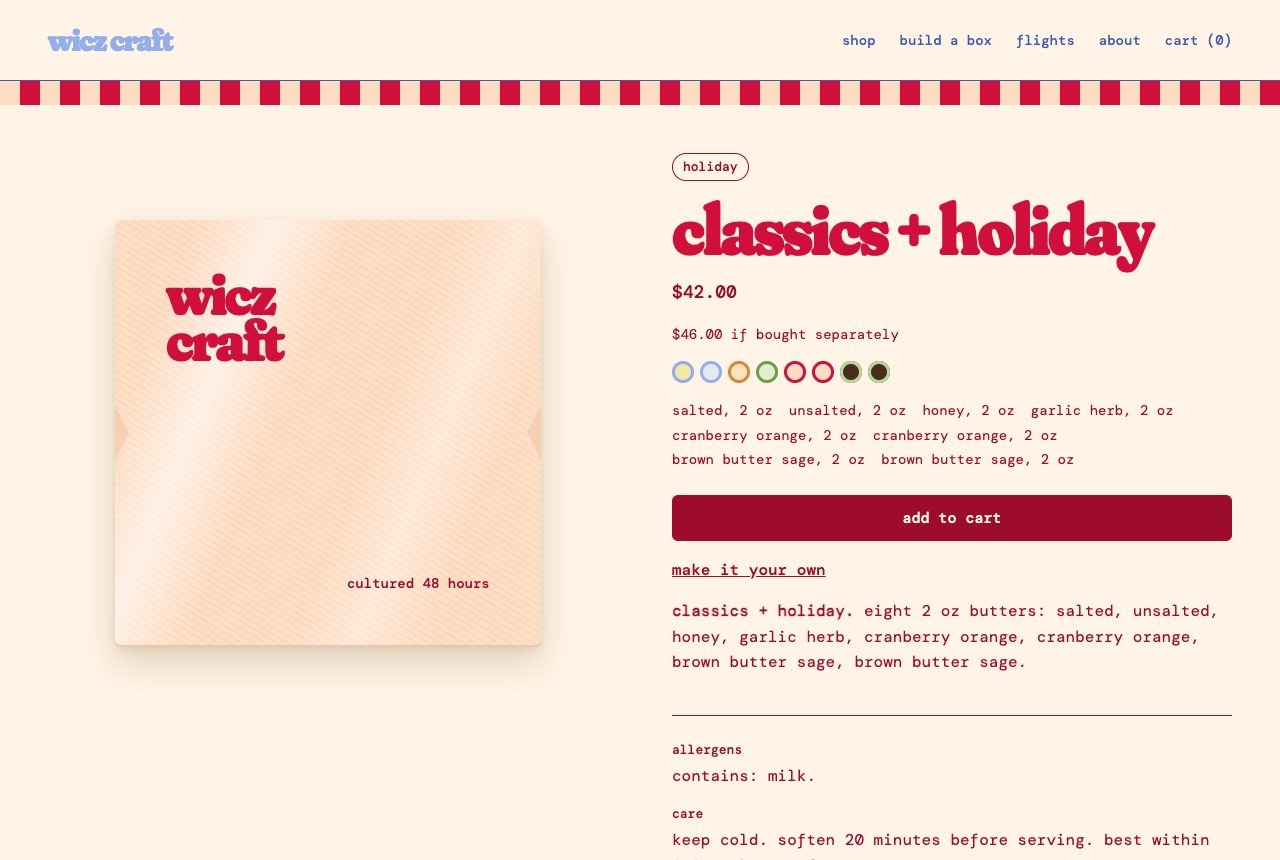 wicz craft
shop build a box flights about cart (0)
holiday
classics + holiday
$42.00
$46.00 if bought separately
salted, 2 oz unsalted, 2 oz honey, 2 oz garlic herb, 2 oz
cranberry orange, 2 oz cranberry orange, 2 oz
brown butter sage, 2 oz brown butter sage, 2 oz
add to cart
make it your own
classics + holiday. eight 2 oz butters: salted, unsalted,
honey, garlic herb, cranberry orange, cranberry orange,
brown butter sage, brown butter sage.
allergens
contains: milk.
care
keep cold. soften 20 minutes before serving. best within
wicz
craft
cultured 48 hours